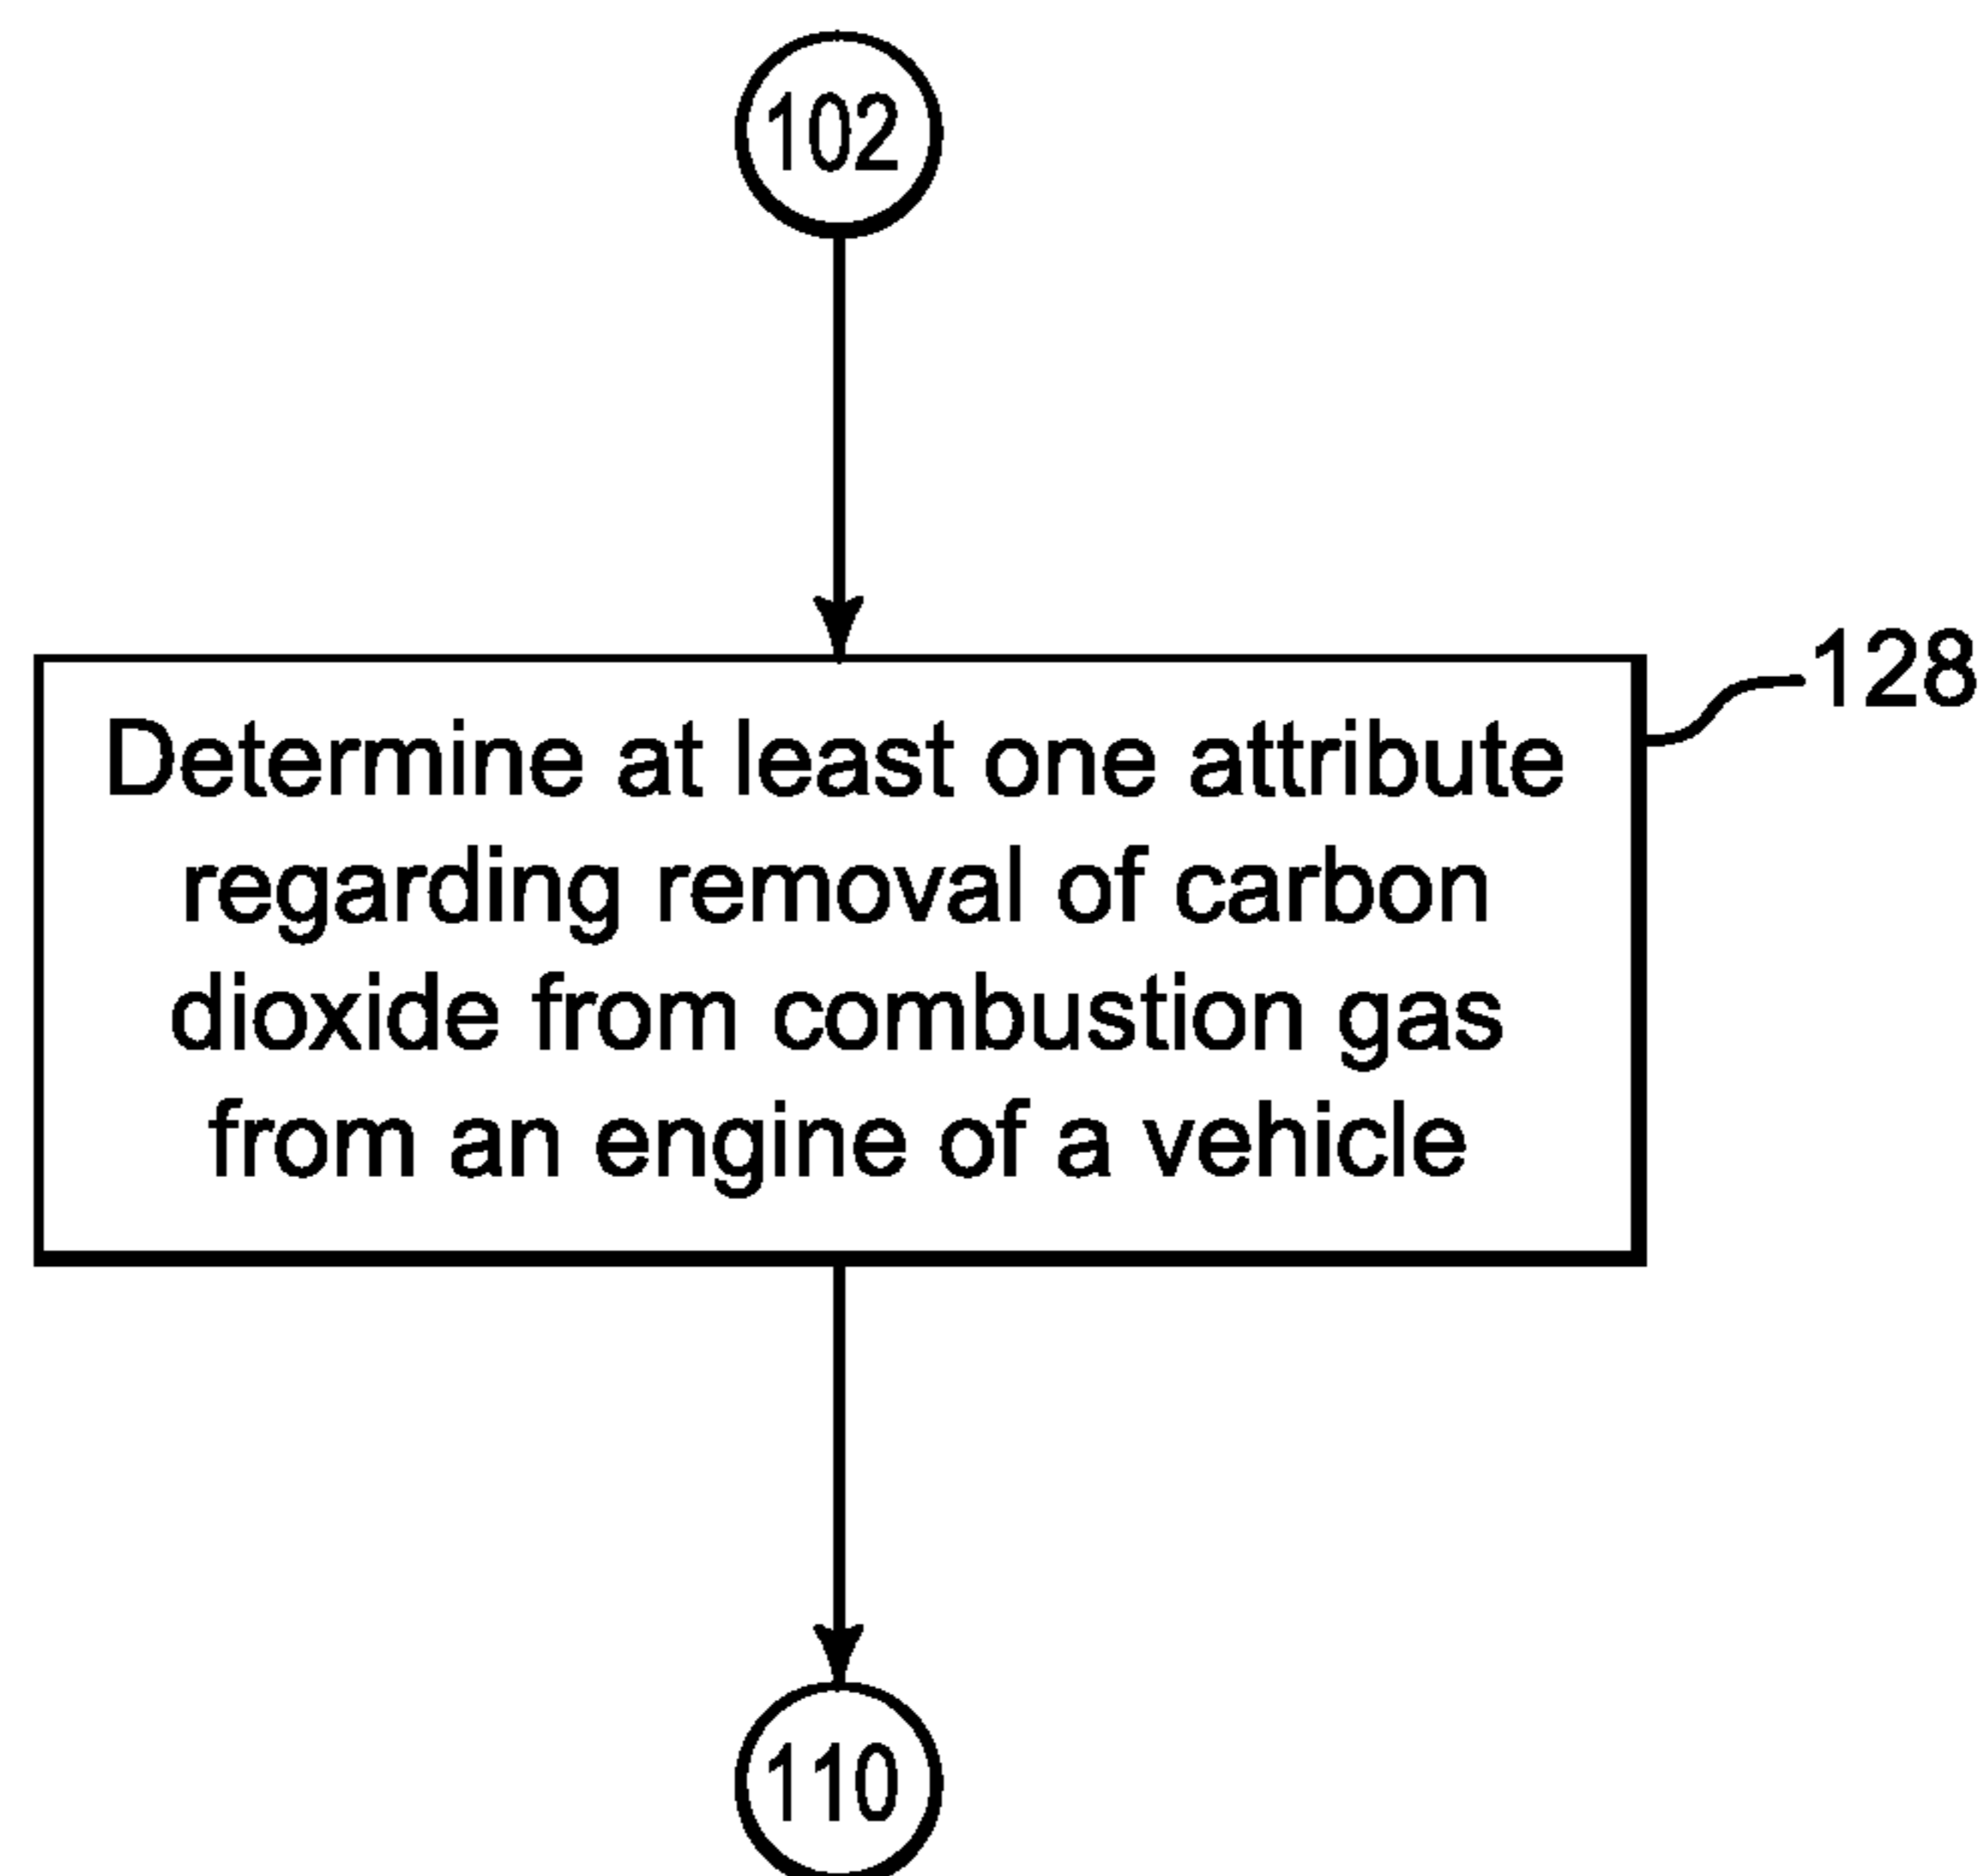 102
128
Determine at least one attribute
regarding removal of carbon
dioxide from combustion gas
from an engine of a vehicle
110